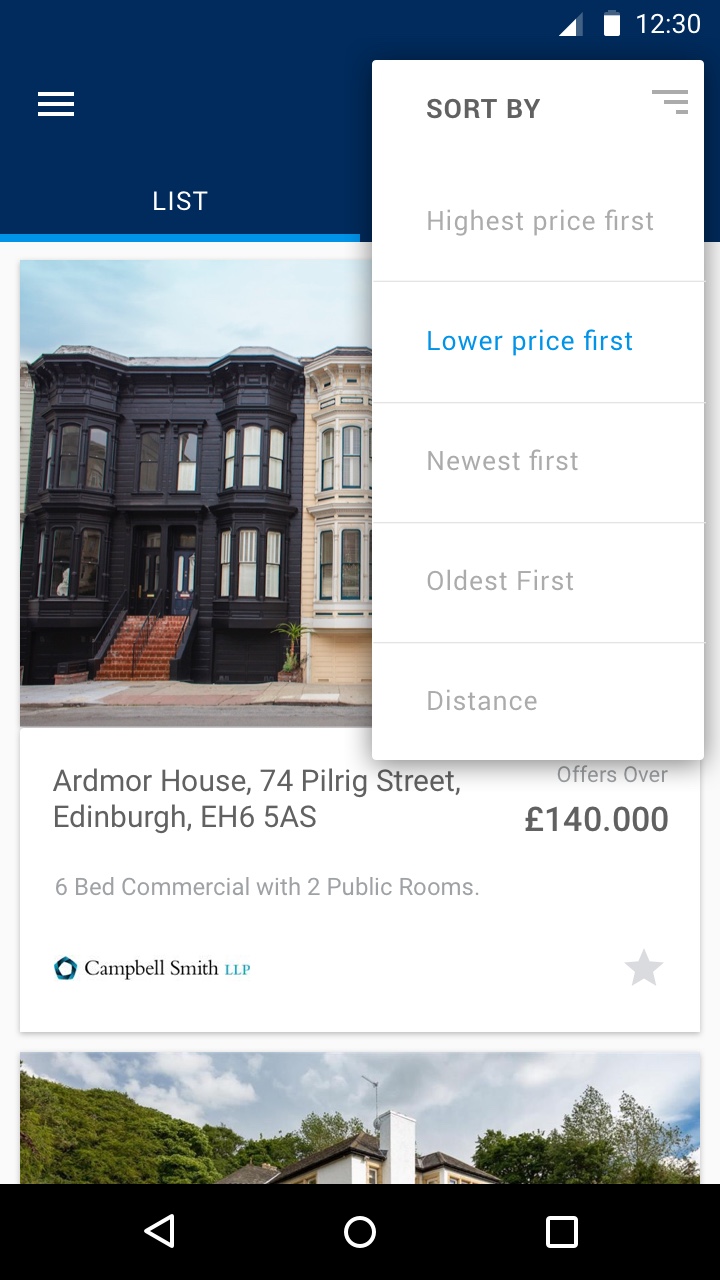 12:30
SORT BY
LIST
Highest price first
Lower price first
Newest first
Oldest First
Distance
Offers Over
Ardmor House, 74 Pilrig Street,
Edinburgh, EH6 5AS
£140.000
6 Bed Commercial with 2 Public Rooms.
Campbell Smith LLP